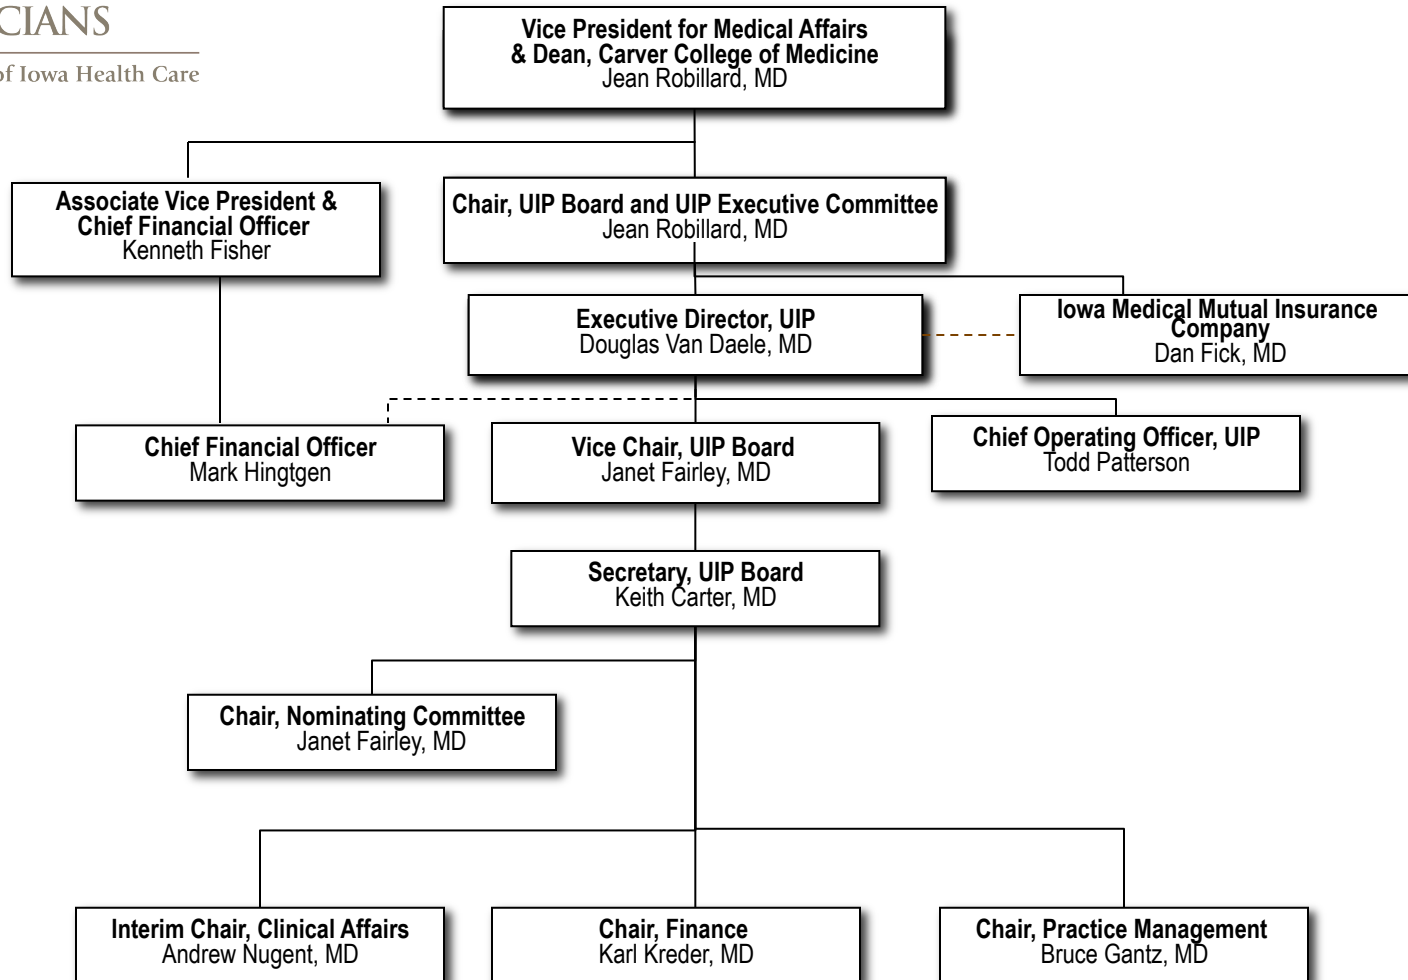 CIANS
of Iowa Health Care
Vice President for Medical Affairs
& Dean, Carver College of Medicine
Jean Robillard, MD
Associate Vice President &
Chief Financial Officer
Kenneth Fisher
Chair, UIP Board and UIP Executive Committee
Jean Robillard, MD
Executive Director, UIP
Douglas Van Daele, MD
Iowa Medical Mutual Insurance
Company
Dan Fick, MD
Chief Financial Officer
Mark Hingtgen
Vice Chair, UIP Board
Janet Fairley, MD
Chief Operating Officer, UIP
Todd Patterson
Secretary, UIP Board
Keith Carter, MD
Chair, Nominating Committee
Janet Fairley, MD
Interim Chair, Clinical Affairs
Andrew Nugent, MD
Chair, Finance
Karl Kreder, MD
Chair, Practice Management
Bruce Gantz, MD